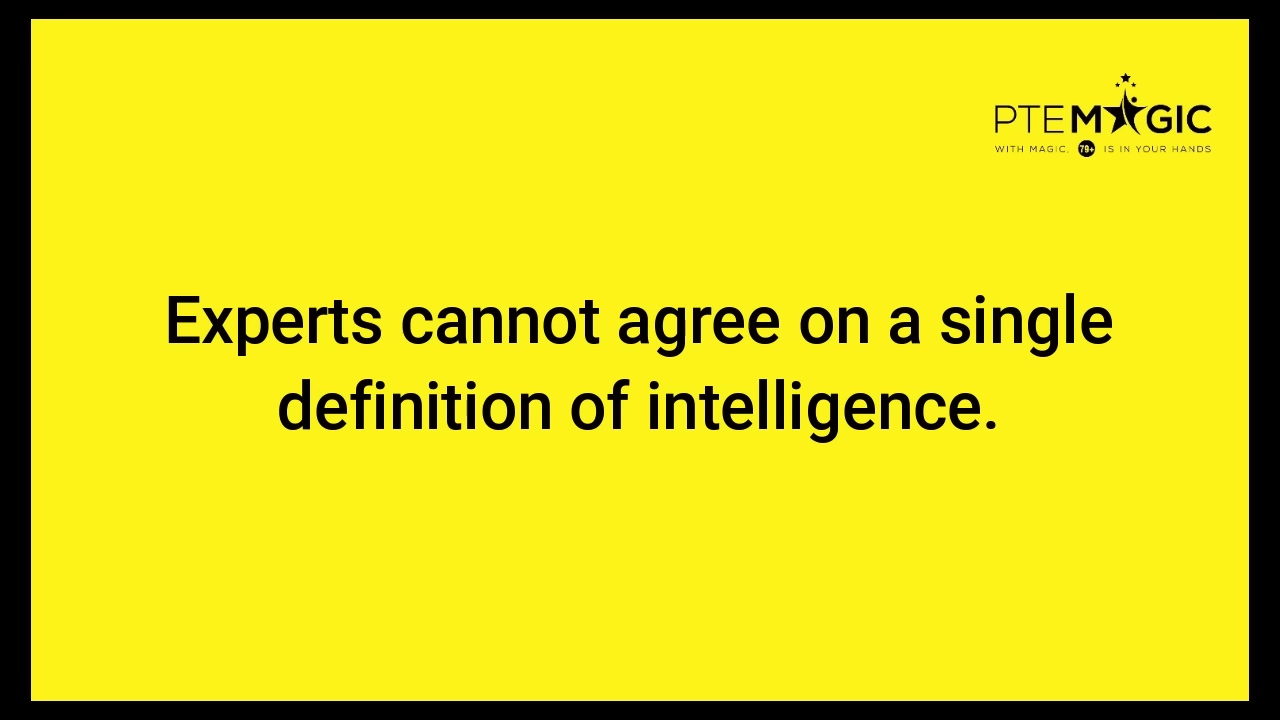 PTEMAGIC
WITH MAGIC, 79+ IS IN YOUR HANDS
Experts cannot agree on a single
definition of intelligence.